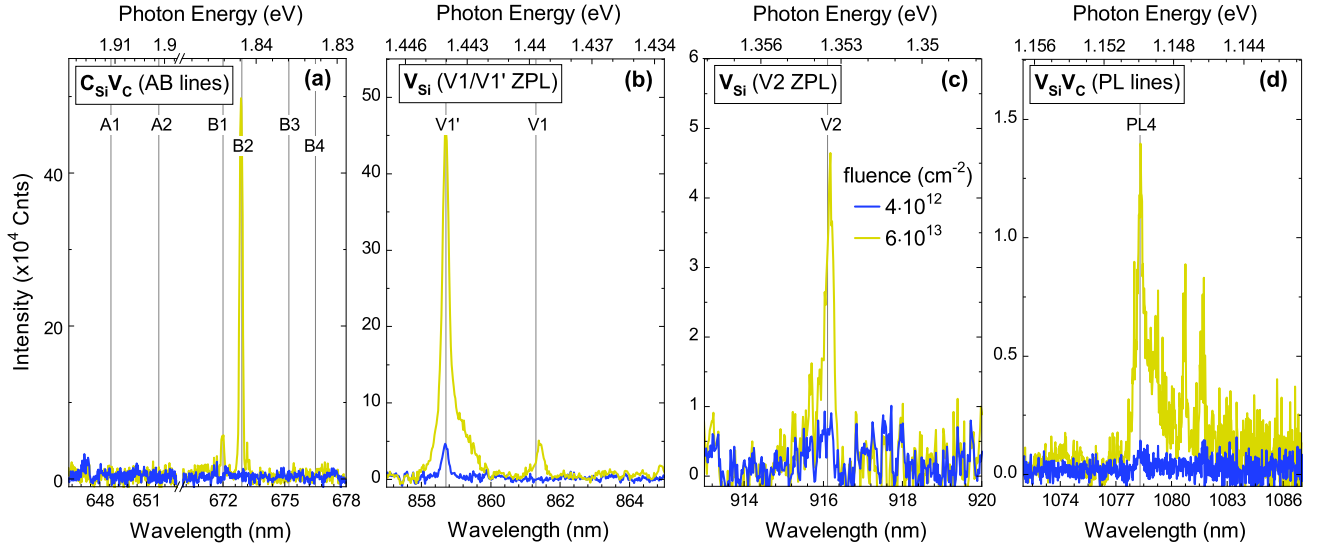 Photon Energy (eV)
1.91 1.9 1.84 1.83
C_Si V_C (AB lines) (a)
A1 A2 B1 B3
B2 B4
Intensity (x10⁴ Cnts)
40
20
0
648 651 672 675 678
Wavelength (nm)
Photon Energy (eV)
1.446 1.443 1.44 1.437 1.434
V_Si (V1/V1' ZPL) (b)
V1' V1
50
40
30
20
10
0
858 860 862 864
Wavelength (nm)
Photon Energy (eV)
1.356 1.353 1.35
V_Si (V2 ZPL) (c)
V2
fluence (cm⁻²)
4·10¹²
6·10¹³
6
5
4
3
2
1
0
914 916 918 920
Wavelength (nm)
Photon Energy (eV)
1.156 1.152 1.148 1.144
V_Si V_C (PL lines) (d)
PL4
1.5
1.0
0.5
0.0
1074 1077 1080 1083 1086
Wavelength (nm)